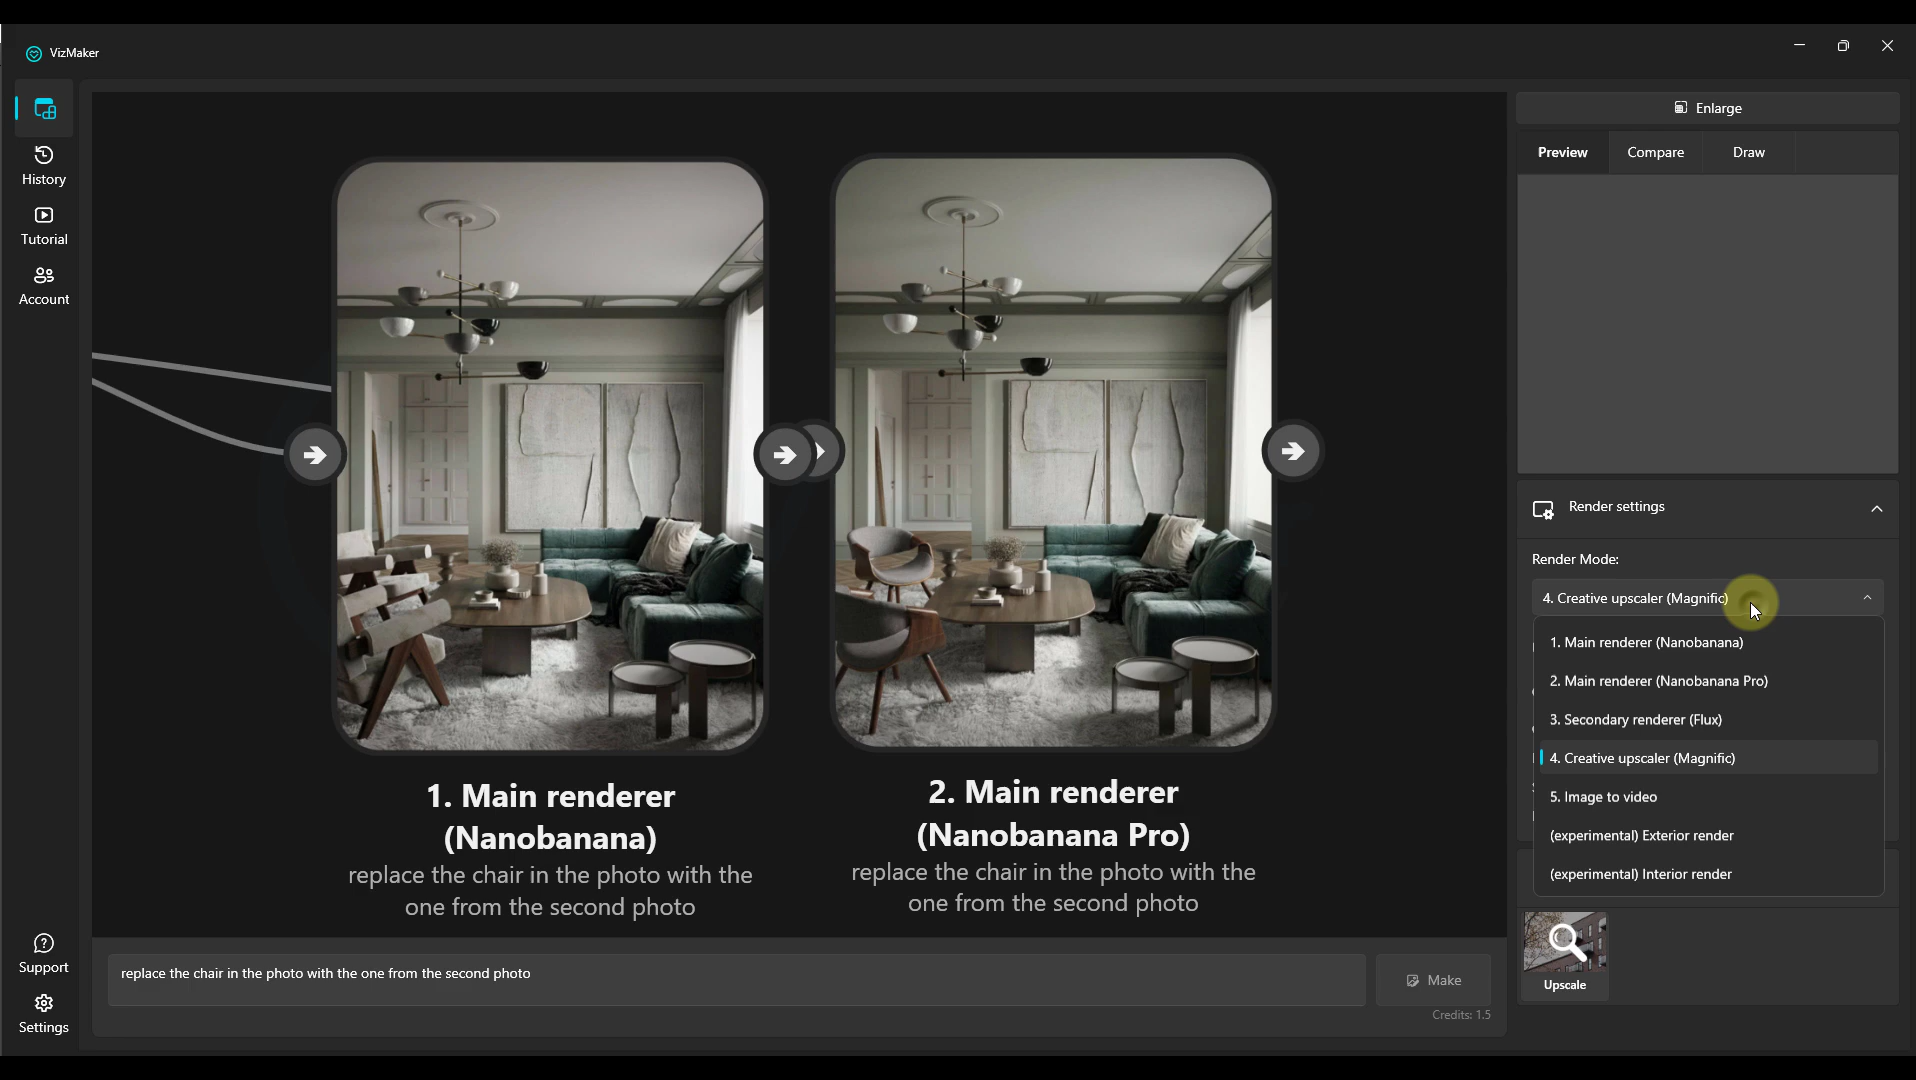 VizMaker
Enlarge
History
Tutorial
Account
Preview
Compare
Draw
Render settings
Render Mode:
4. Creative upscaler (Magnific)
1. Main renderer (Nanobanana)
2. Main renderer (Nanobanana Pro)
3. Secondary renderer (Flux)
4. Creative upscaler (Magnific)
5. Image to video
(experimental) Exterior render
(experimental) Interior render
1. Main renderer
(Nanobanana)
replace the chair in the photo with the
one from the second photo
2. Main renderer
(Nanobanana Pro)
replace the chair in the photo with the
one from the second photo
Support
Settings
replace the chair in the photo with the one from the second photo
Make
Credits: 1.5
Upscale